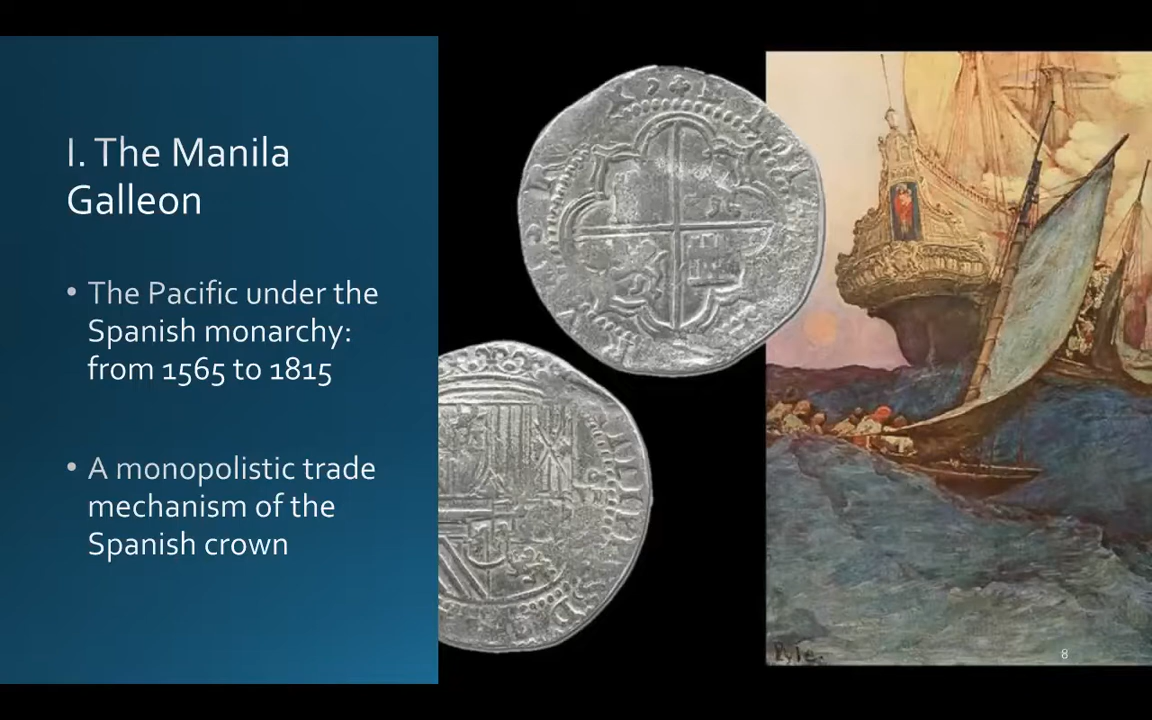 I. The Manila
Galleon
• The Pacific under the
Spanish monarchy:
from 1565 to 1815
• A monopolistic trade
mechanism of the
Spanish crown
Pyle.
8